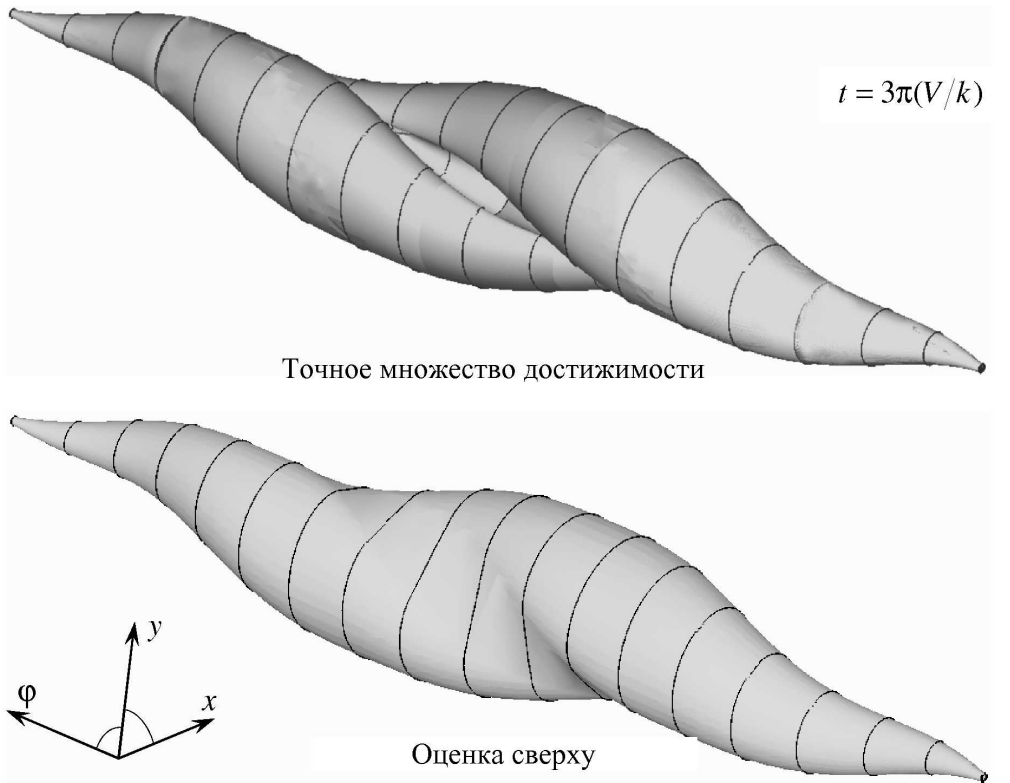 t = 3π(V/k)
Точное множество достижимости
y
φ
x
Оценка сверху